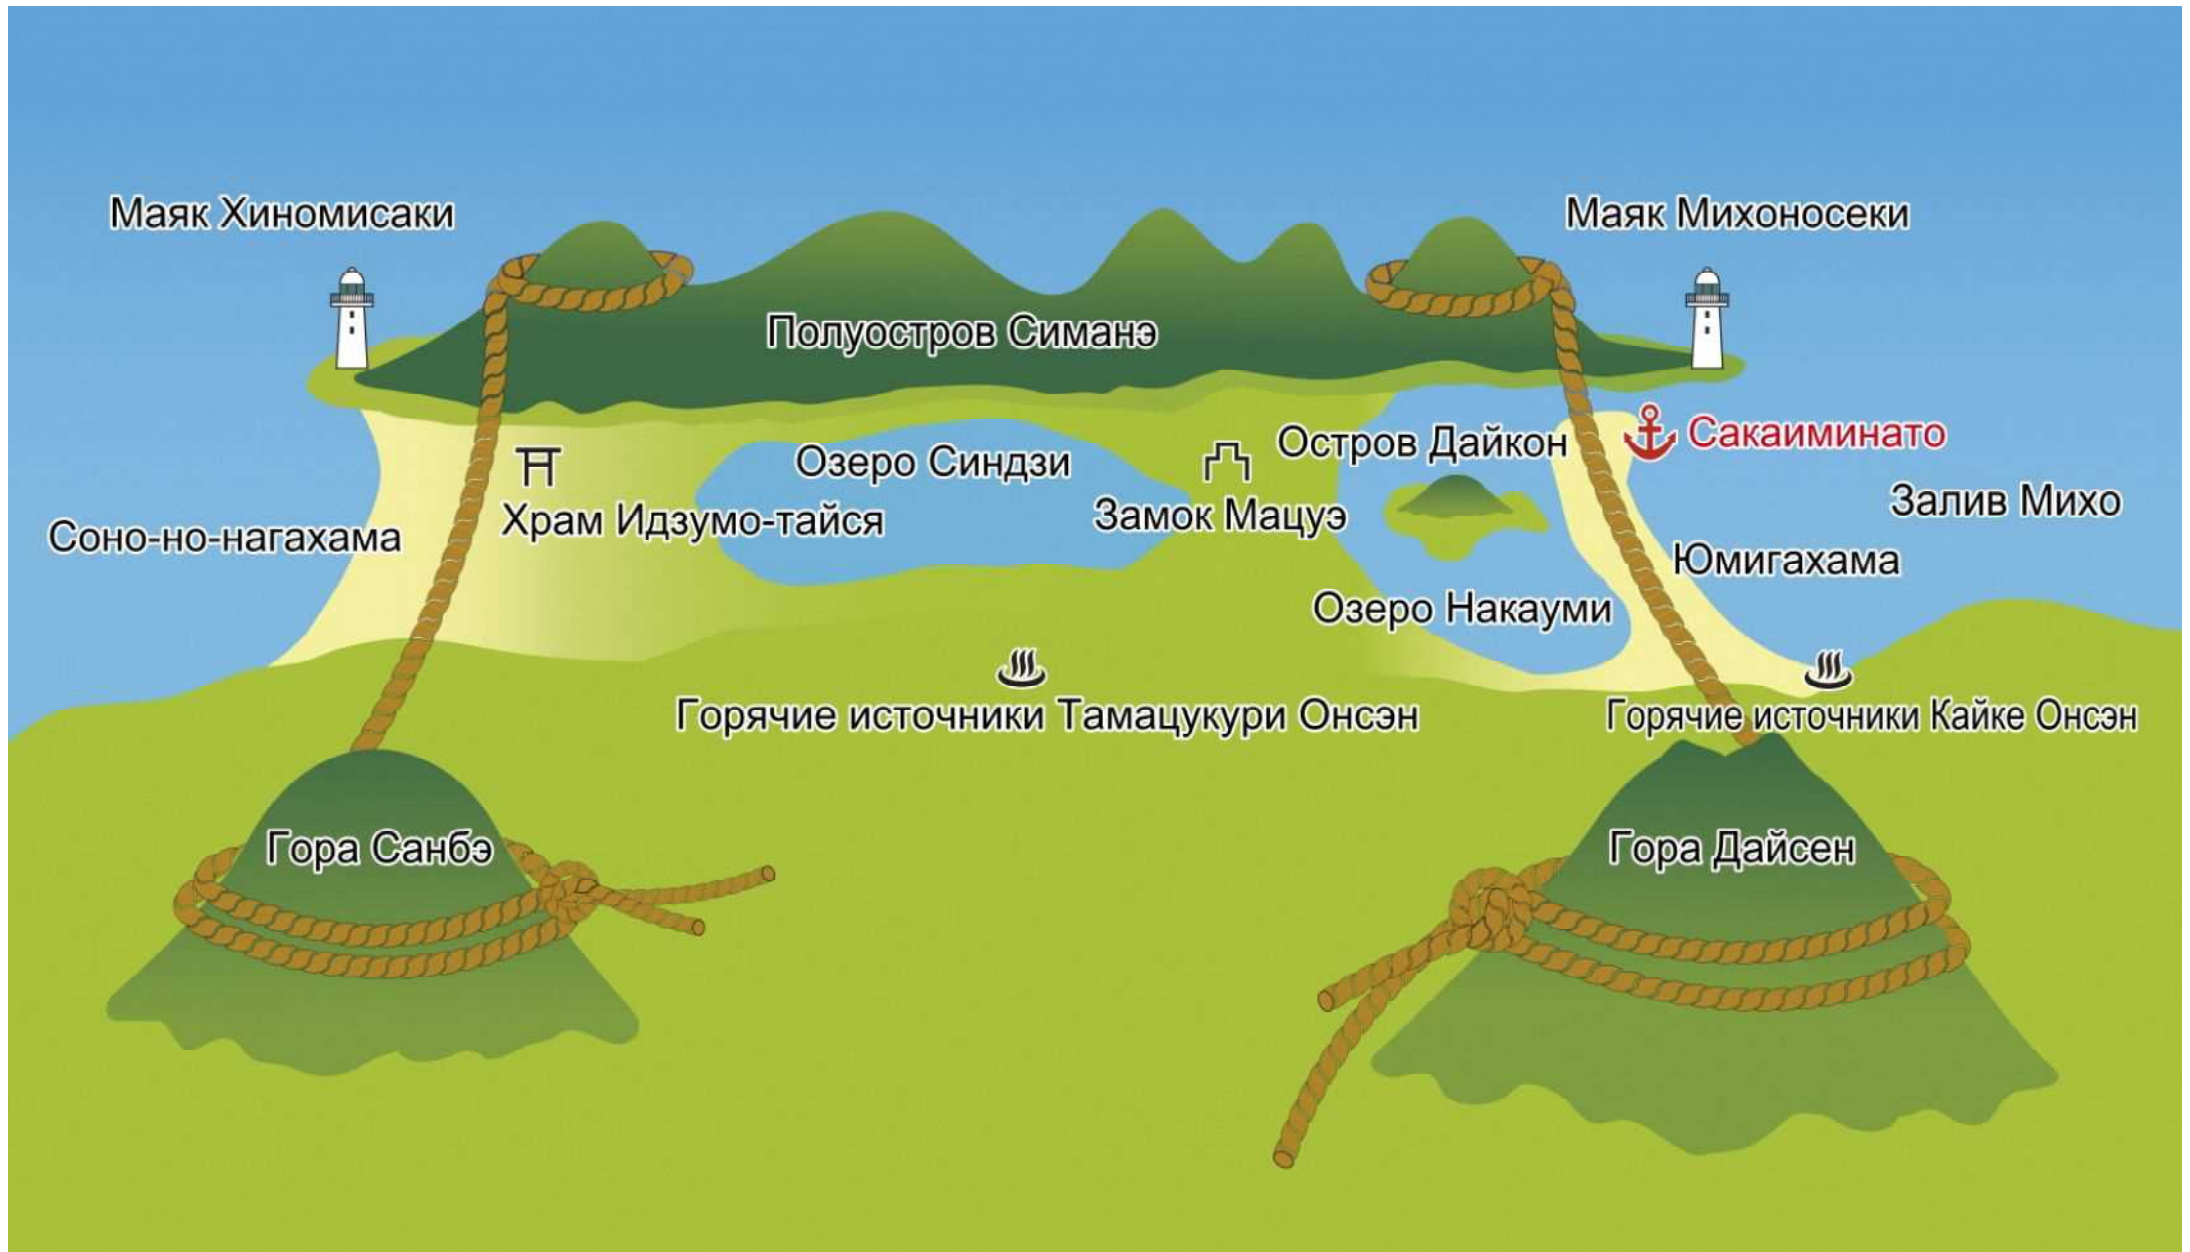 Маяк Хиномисаки
Маяк Михоносеки
Полуостров Симанэ
Сакаиминато
Остров Дайкон
Озеро Синдзи
Залив Михо
Замок Мацуэ
Храм Идзумо-тайся
Соно-но-нагахама
Юмигахама
Озеро Накауми
Горячие источники Тамацукури Онсэн
Горячие источники Кайке Онсэн
Гора Санбэ
Гора Дайсен